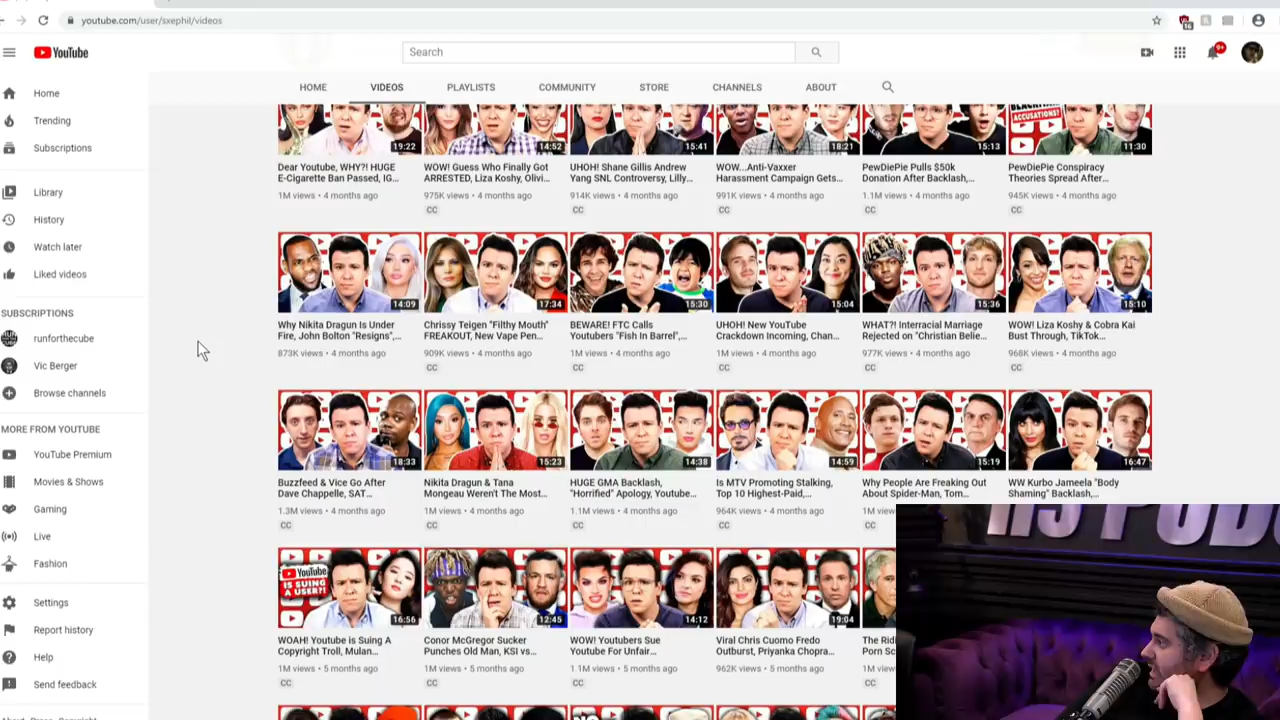 youtube.com/user/sxephil/videos
16
YouTube
Search
9+
HOME
VIDEOS
PLAYLISTS
COMMUNITY
STORE
CHANNELS
ABOUT
Home
Trending
Subscriptions
Library
History
Watch later
Liked videos
SUBSCRIPTIONS
runforthecube
Vic Berger
Browse channels
MORE FROM YOUTUBE
YouTube Premium
Movies & Shows
Gaming
Live
Fashion
Settings
Report history
Help
Send feedback
About Press Copyright
ACCUSATIONS!
19:22
14:52
15:41
18:21
15:13
11:30
Dear Youtube, WHY?! HUGE
E-Cigarette Ban Passed, IG...
1M views • 4 months ago
WOW! Guess Who Finally Got
ARRESTED, Liza Koshy, Olivi...
975K views • 4 months ago
CC
UHOH! Shane Gillis Andrew
Yang SNL Controversy, Lilly...
914K views • 4 months ago
CC
WOW...Anti-Vaxxer
Harassment Campaign Gets...
991K views • 4 months ago
CC
PewDiePie Pulls $50k
Donation After Backlash,...
1.1M views • 4 months ago
CC
PewDiePie Conspiracy
Theories Spread After...
945K views • 4 months ago
CC
14:09
17:34
15:30
15:04
15:36
15:10
Why Nikita Dragun Is Under
Fire, John Bolton "Resigns",...
873K views • 4 months ago
Chrissy Teigen "Filthy Mouth"
FREAKOUT, New Vape Pen...
909K views • 4 months ago
CC
BEWARE! FTC Calls
Youtubers "Fish In Barrel",...
1M views • 4 months ago
CC
UHOH! New YouTube
Crackdown Incoming, Chan...
1M views • 4 months ago
CC
WHAT?! Interracial Marriage
Rejected on "Christian Belie...
977K views • 4 months ago
CC
WOW! Liza Koshy & Cobra Kai
Bust Through, TikTok...
968K views • 4 months ago
CC
18:33
15:23
14:38
14:59
15:19
16:47
Buzzfeed & Vice Go After
Dave Chappelle, SAT...
1.3M views • 4 months ago
CC
Nikita Dragun & Tana
Mongeau Weren't The Most...
1M views • 4 months ago
CC
HUGE GMA Backlash,
"Horrified" Apology, Youtube...
1.1M views • 4 months ago
CC
Is MTV Promoting Stalking,
Top 10 Highest-Paid,...
964K views • 4 months ago
CC
Why People Are Freaking Out
About Spider-Man, Tom...
1M
CC
WW Kurbo Jameela "Body
Shaming" Backlash,...
YouTube
IS SUING
A USER?!
16:56
12:45
14:12
19:04
WOAH! Youtube is Suing A
Copyright Troll, Mulan...
1M views • 5 months ago
CC
Conor McGregor Sucker
Punches Old Man, KSI vs...
1M views • 5 months ago
CC
WOW! Youtubers Sue
Youtube For Unfair...
1.1M views • 5 months ago
CC
Viral Chris Cuomo Fredo
Outburst, Priyanka Chopra...
962K views • 5 months ago
CC
The
Porn
1M
CC